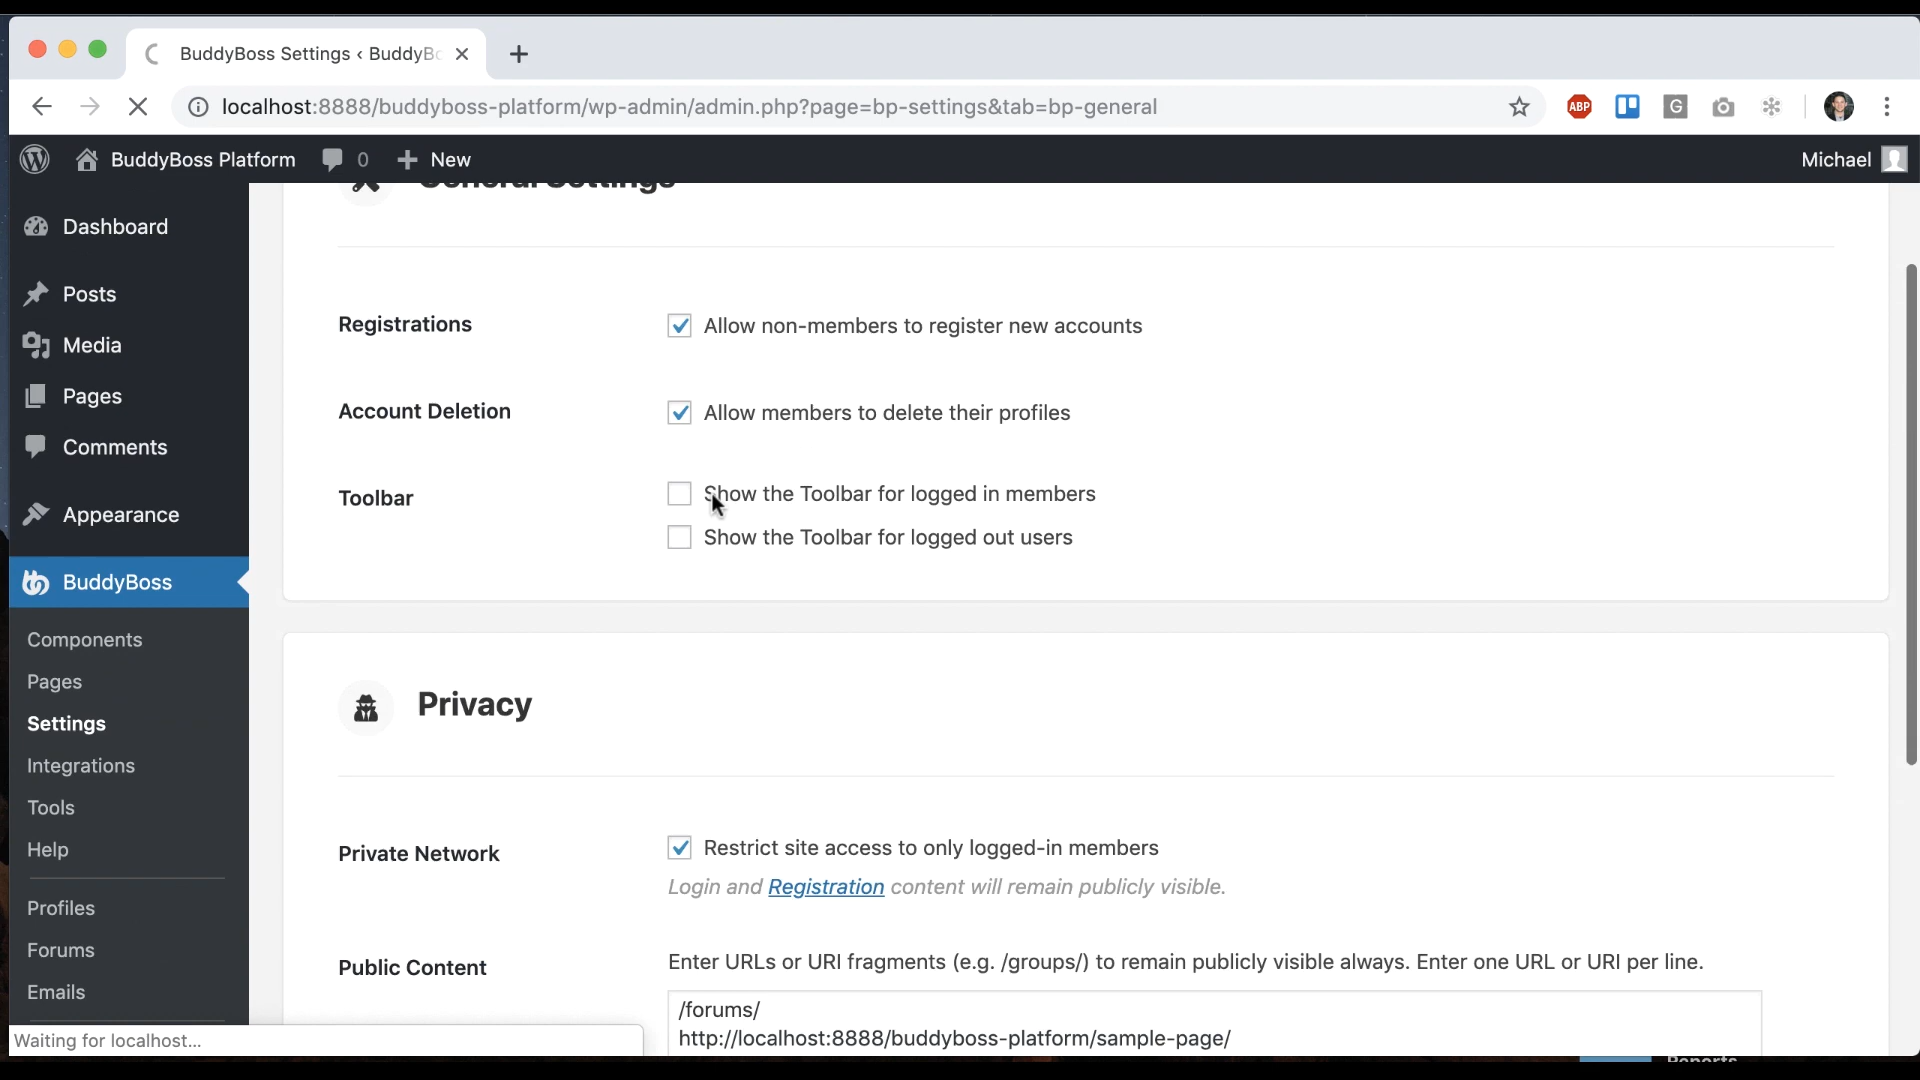 BuddyBoss Settings ‹ BuddyBo
localhost:8888/buddyboss-platform/wp-admin/admin.php?page=bp-settings&tab=bp-general
ABP
G
BuddyBoss Platform 0 New
Michael
General Settings
Dashboard
Posts
Media
Pages
Comments
Appearance
BuddyBoss
Components
Pages
Settings
Integrations
Tools
Help
Profiles
Forums
Emails
Registrations
Allow non-members to register new accounts
Account Deletion
Allow members to delete their profiles
Toolbar
Show the Toolbar for logged in members
Show the Toolbar for logged out users
Privacy
Private Network
Restrict site access to only logged-in members
Login and Registration content will remain publicly visible.
Public Content
Enter URLs or URI fragments (e.g. /groups/) to remain publicly visible always. Enter one URL or URI per line.
/forums/
http://localhost:8888/buddyboss-platform/sample-page/
Waiting for localhost...
Reports